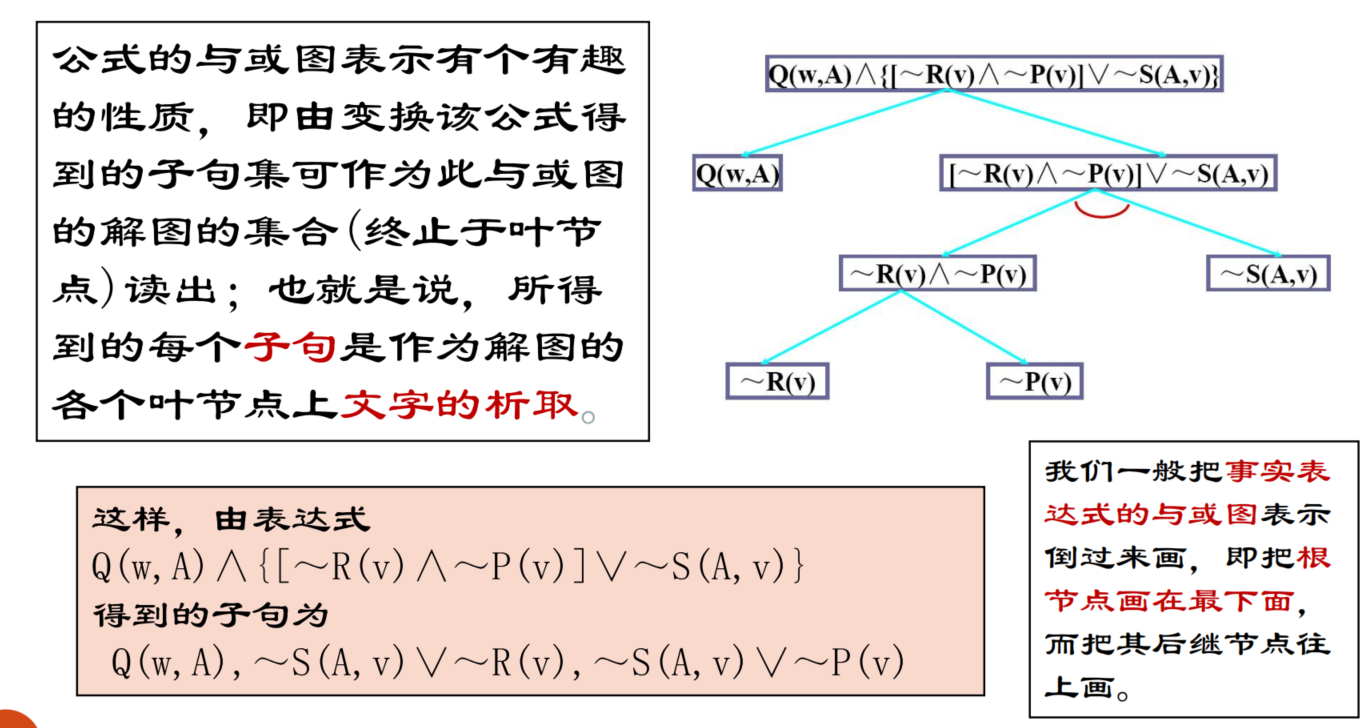 公式的与或图表示有个有趣
的性质，即由变换该公式得
到的子句集可作为此与或图
的解图的集合(终止于叶节
点)读出；也就是说，所得
到的每个子句是作为解图的
各个叶节点上文字的析取。
Q(w,A)∧{[～R(v)∧～P(v)]∨～S(A,v)}
Q(w,A)
[～R(v)∧～P(v)]∨～S(A,v)
～R(v)∧～P(v)
～S(A,v)
～R(v)
～P(v)
这样，由表达式
Q(w,A)∧{[～R(v)∧～P(v)]∨～S(A,v)}
得到的子句为
Q(w,A),～S(A,v)∨～R(v),～S(A,v)∨～P(v)
我们一般把事实表
达式的与或图表示
倒过来画，即把根
节点画在最下面，
而把其后继节点往
上画。